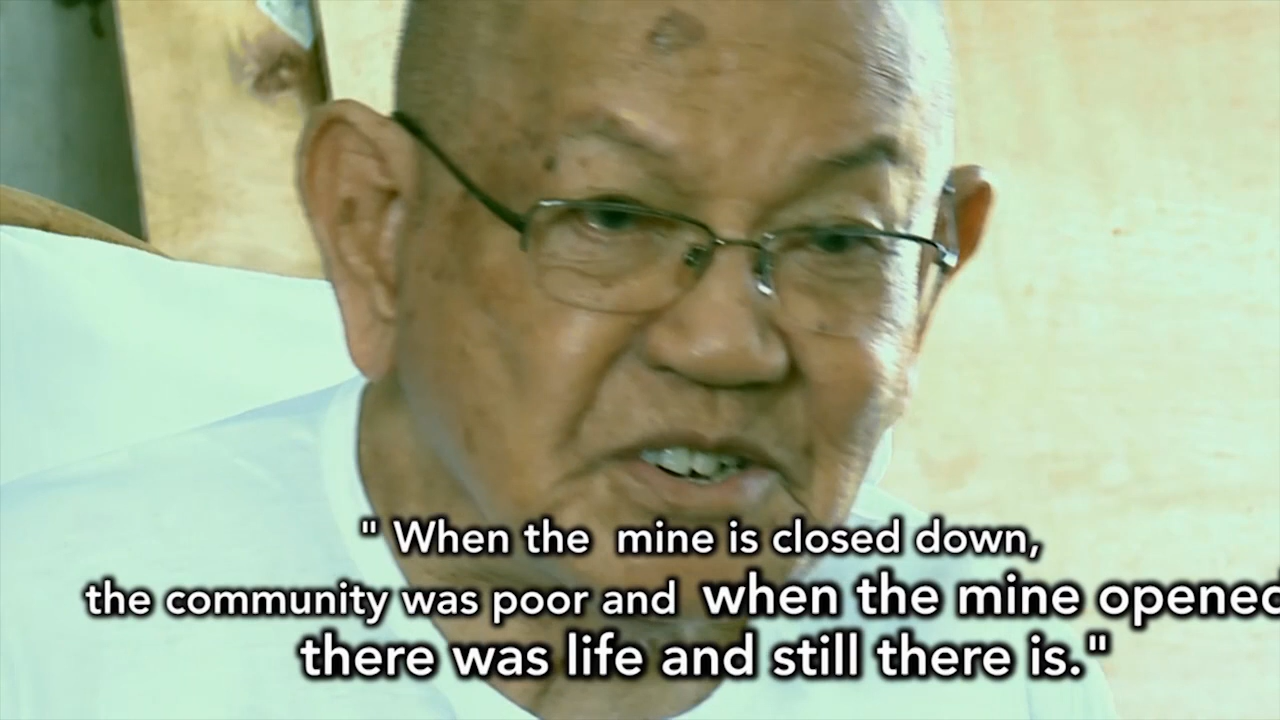 " When the mine is closed down,
the community was poor and when the mine opened
there was life and still there is."